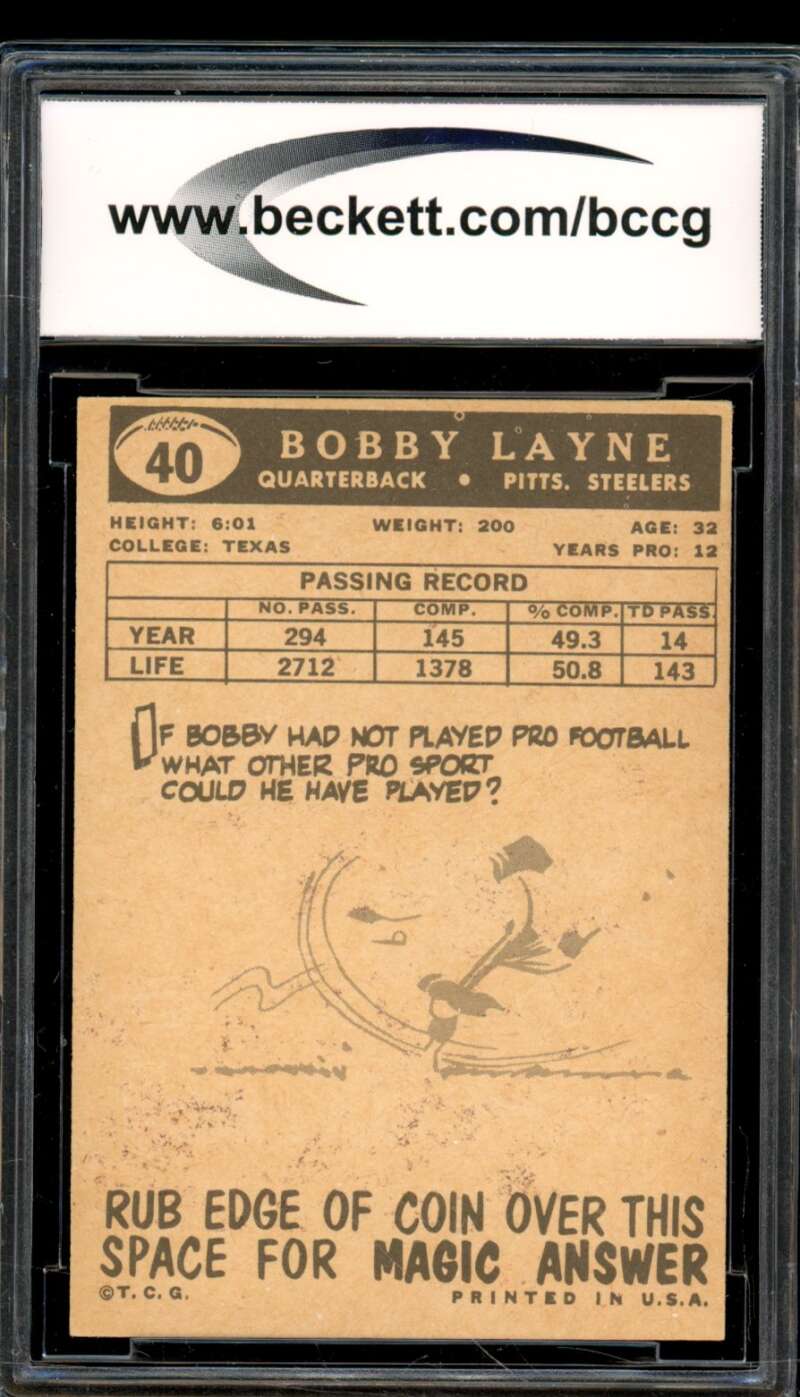 www.beckett.com/bccg
40
BOBBY LAYNE
QUARTERBACK • PITTS. STEELERS
HEIGHT: 6:01 WEIGHT: 200 AGE: 32
COLLEGE: TEXAS YEARS PRO: 12
PASSING RECORD
NO. PASS. COMP. % COMP. TD PASS.
YEAR 294 145 49.3 14
LIFE 2712 1378 50.8 143
IF BOBBY HAD NOT PLAYED PRO FOOTBALL
WHAT OTHER PRO SPORT
COULD HE HAVE PLAYED?
RUB EDGE OF COIN OVER THIS
SPACE FOR MAGIC ANSWER
©T.C.G. PRINTED IN U.S.A.